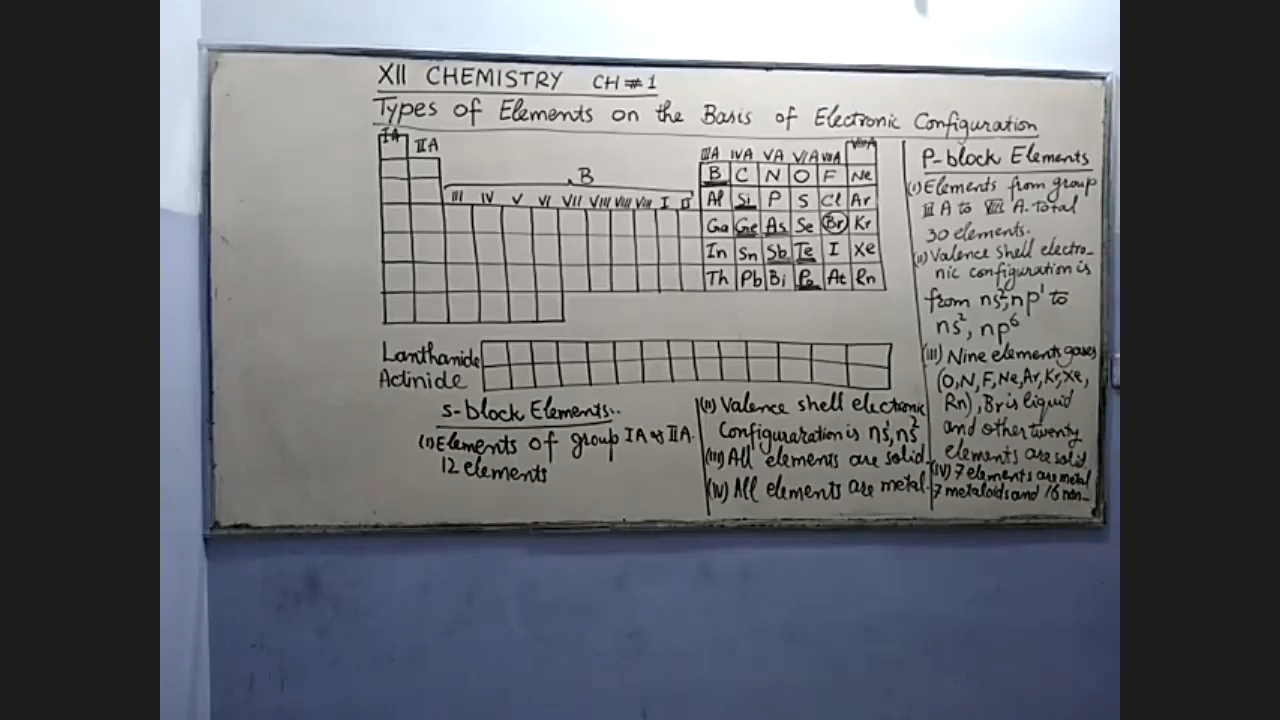 XII CHEMISTRY CH # 1
Types of Elements on the Basis of Electronic Configuration
IA
IIA
B
III IV V VI VII VIII VIII VIII I II
IIIA IVA VA VIA VIIA VIIIA
B C N O F Ne
Al Si P S Cl Ar
Ga Ge As Se Br Kr
In Sn Sb Te I Xe
Th Pb Bi Po At Rn
Lanthanide
Actinide
s-block Elements..
(i) Elements of group IA & IIA.
12 elements
(ii) Valence shell electronic
Configuraration is ns¹, ns²
(iii) All elements are solid.
(iv) All elements are metal.
P-block Elements
(i) Elements from group
III A to VIII A. Total
30 elements.
(ii) Valence shell electro-
nic configuration is
from ns², np¹ to
ns², np⁶
(iii) Nine elements gases
(O, N, F, Ne, Ar, Kr, Xe,
Rn), Br is liquid
and other twenty
elements are solid
(iv) 7 elements are metal
7 metaloids and 16 non-